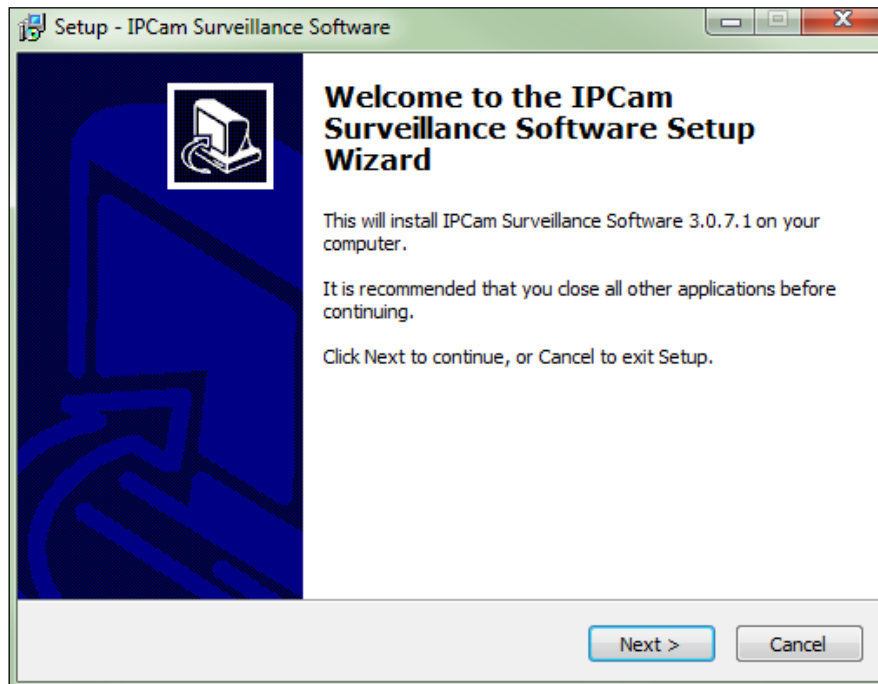 Setup - IPCam Surveillance Software
Welcome to the IPCam
Surveillance Software Setup
Wizard
This will install IPCam Surveillance Software 3.0.7.1 on your
computer.
It is recommended that you close all other applications before
continuing.
Click Next to continue, or Cancel to exit Setup.
Next >
Cancel